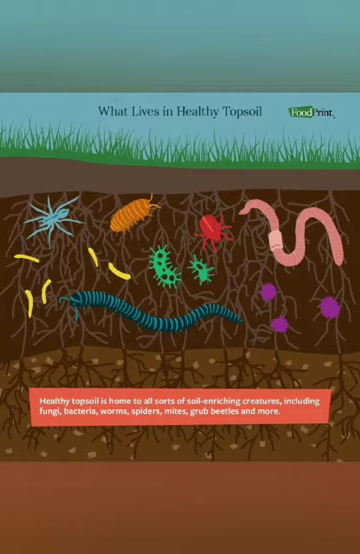 What Lives in Healthy Topsoil
FoodPrint.
Healthy topsoil is home to all sorts of soil-enriching creatures, including
fungi, bacteria, worms, spiders, mites, grub beetles and more.